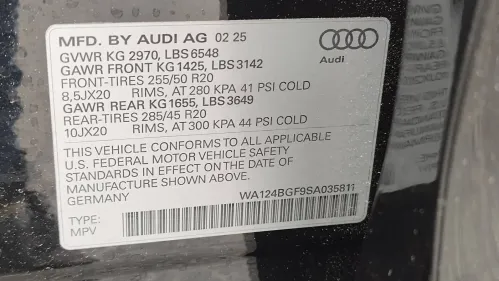 MFD. BY AUDI AG 02 25
GVWR KG 2970, LBS 6548
GAWR FRONT KG 1425, LBS 3142
FRONT-TIRES 255/50 R20
8,5JX20 RIMS, AT 280 KPA 41 PSI COLD
GAWR REAR KG 1655, LBS 3649
REAR-TIRES 285/45 R20
10JX20 RIMS, AT 300 KPA 44 PSI COLD
Audi
THIS VEHICLE CONFORMS TO ALL APPLICABLE
U.S. FEDERAL MOTOR VEHICLE SAFETY
STANDARDS IN EFFECT ON THE DATE OF
MANUFACTURE SHOWN ABOVE.
GERMANY
WA124BGF9SA035811
TYPE:
MPV